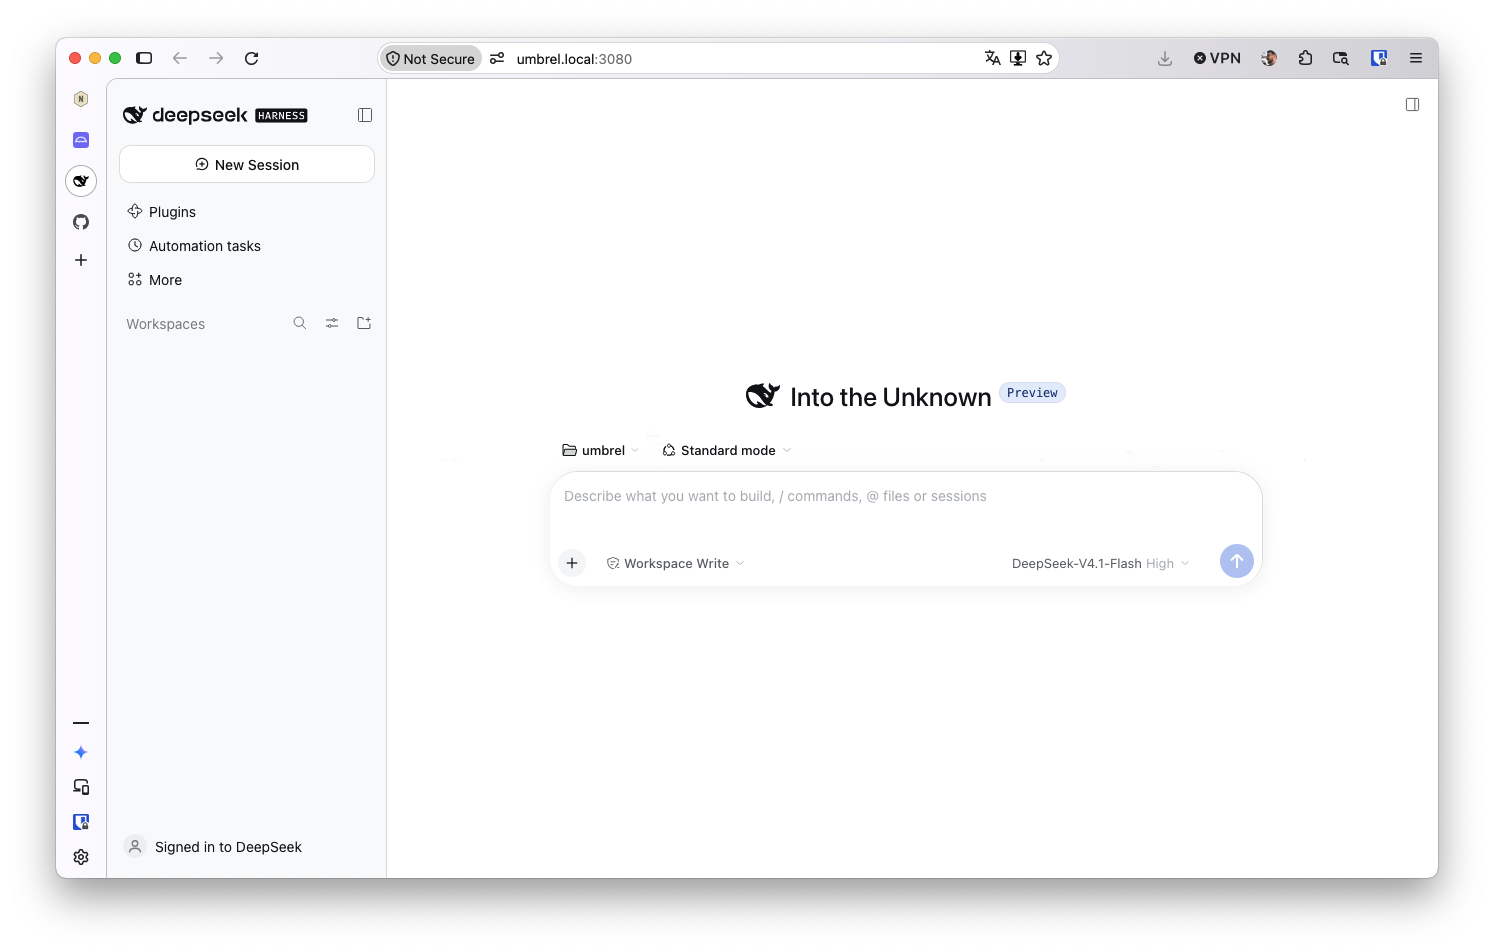 Not Secure
umbrel.local:3080
VPN
N
deepseek HARNESS
New Session
Plugins
Automation tasks
More
Workspaces
Into the Unknown Preview
umbrel Standard mode
Describe what you want to build, / commands, @ files or sessions
Workspace Write
DeepSeek-V4.1-Flash High
Signed in to DeepSeek